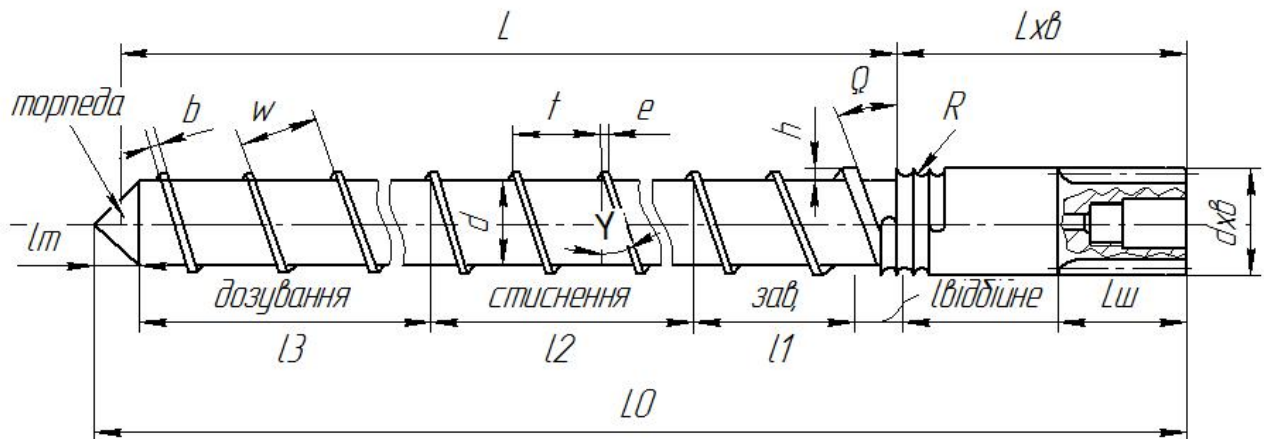 L
Lхв
торпеда
b
w
t
e
h
Q
R
lт
d
Y
dхв
дозування
стиснення
зав,
lвідбійне
Lш
l3
l2
l1
L0